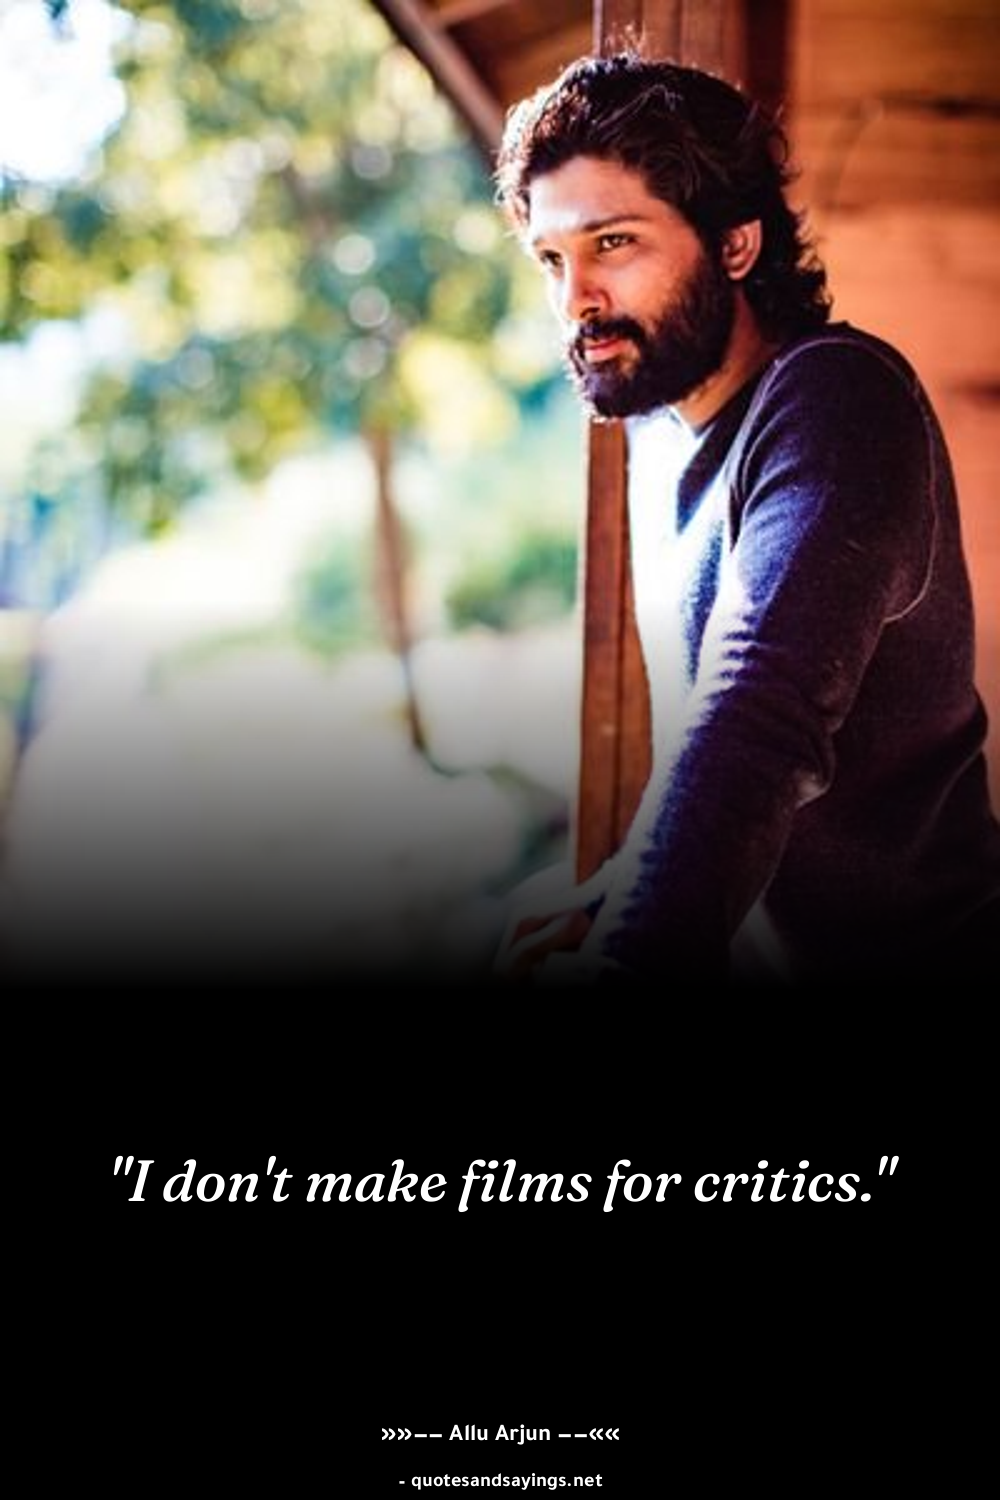 "I don't make films for critics."
»»–– Allu Arjun ––««
- quotesandsayings.net